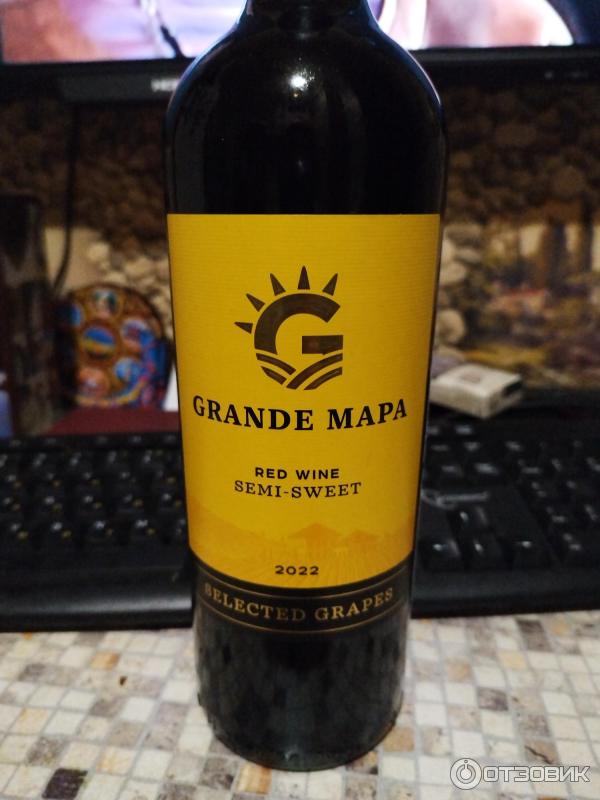 GRANDE MAPA
RED WINE
SEMI-SWEET
2022
SELECTED GRAPES
ОТЗОВИК